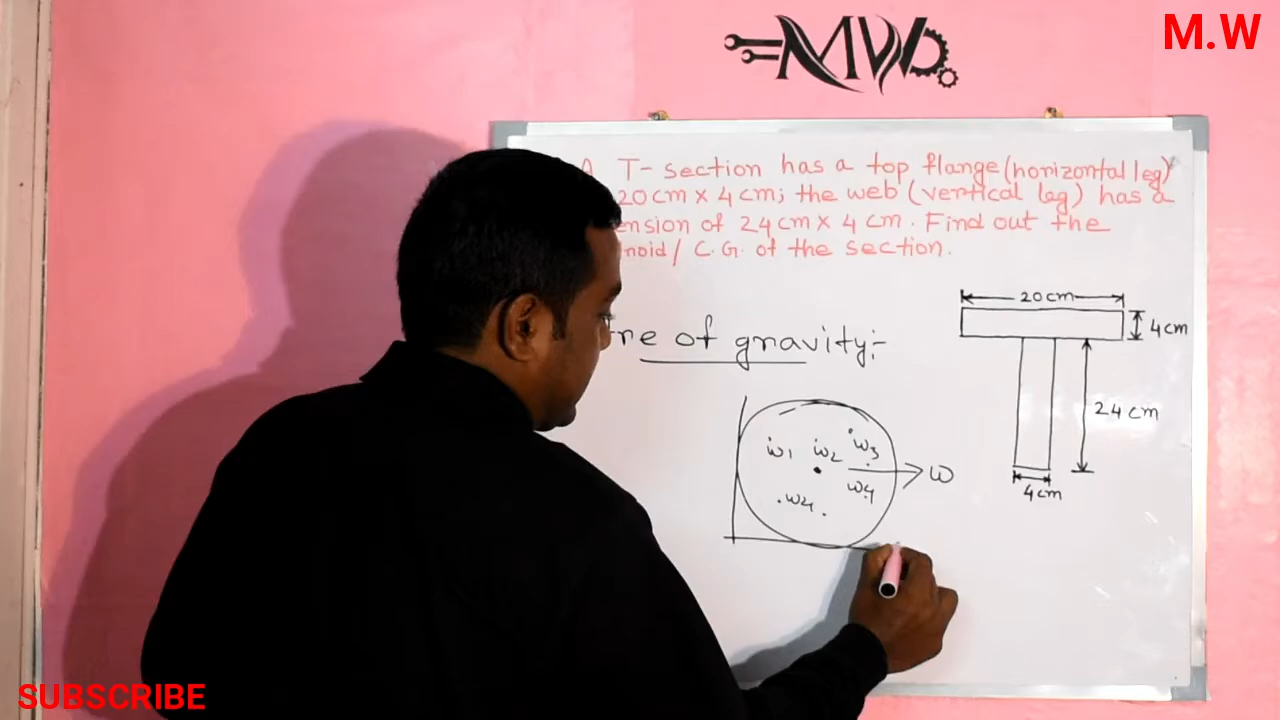 MW
M.W
A T-section has a top flange (horizontal leg)
20cm x 4cm; the web (vertical leg) has a
ension of 24cm x 4cm. Find out the
noid / C.G. of the section.
re of gravity:-
20cm
4cm
24cm
4cm
w1 w2 w3
w4
w4
w
SUBSCRIBE